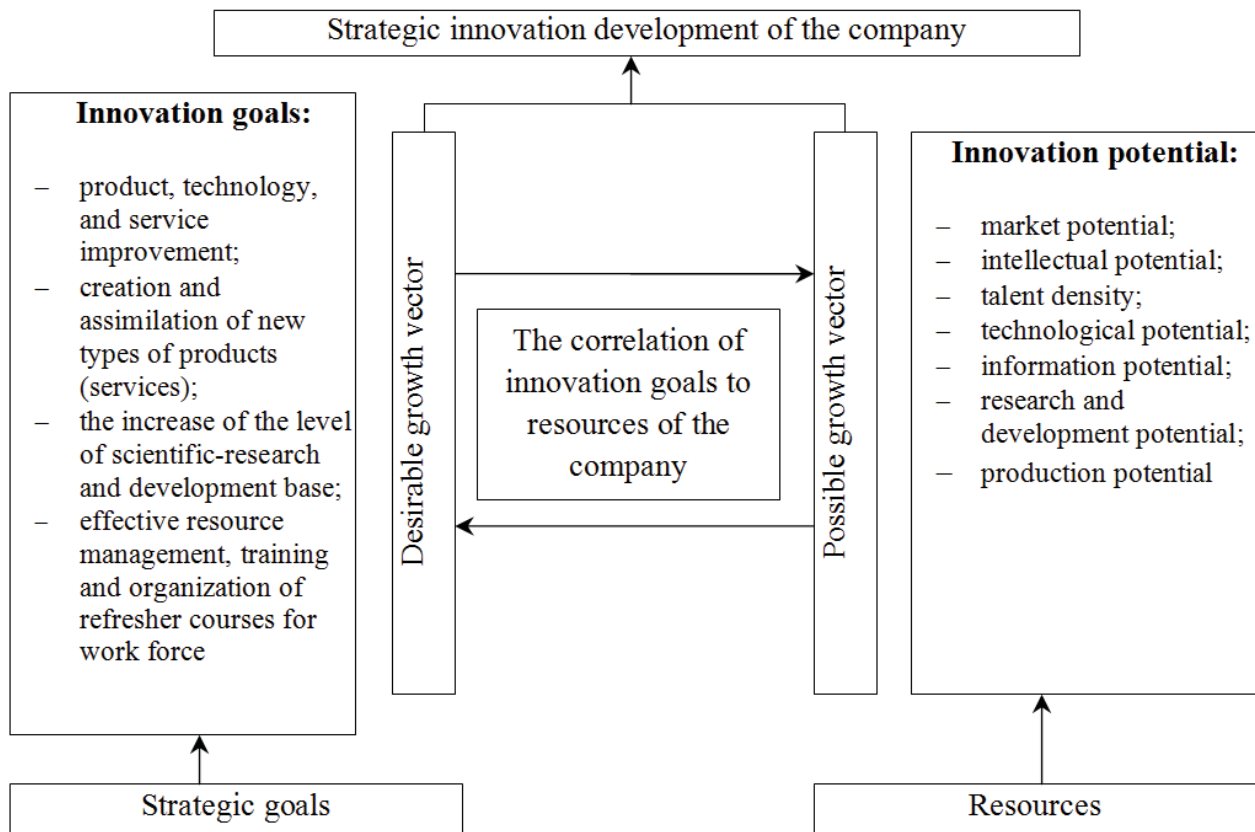 Strategic innovation development of the company
Innovation goals:
– product, technology,
and service
improvement;
– creation and
assimilation of new
types of products
(services);
– the increase of the level
of scientific-research
and development base;
– effective resource
management, training
and organization of
refresher courses for
work force
Desirable growth vector
The correlation of
innovation goals to
resources of the
company
Possible growth vector
Innovation potential:
– market potential;
– intellectual potential;
– talent density;
– technological potential;
– information potential;
– research and
development potential;
– production potential
Strategic goals
Resources